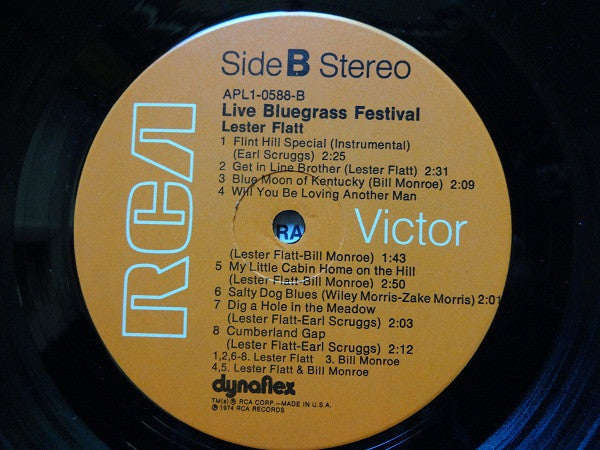 Side B Stereo
APL1-0588-B
Live Bluegrass Festival
Lester Flatt
1 Flint Hill Special (Instrumental)
(Earl Scruggs) 2:25
2 Get in Line Brother (Lester Flatt) 2:31
3 Blue Moon of Kentucky (Bill Monroe) 2:09
4 Will You Be Loving Another Man
RCA
RA
Victor
(Lester Flatt-Bill Monroe) 1:43
5 My Little Cabin Home on the Hill
(Lester Flatt-Bill Monroe) 2:50
6 Salty Dog Blues (Wiley Morris-Zake Morris) 2:01
7 Dig a Hole in the Meadow
(Lester Flatt-Earl Scruggs) 2:03
8 Cumberland Gap
(Lester Flatt-Earl Scruggs) 2:12
1,2,6-8. Lester Flatt 3. Bill Monroe
4,5. Lester Flatt & Bill Monroe
dynaflex
TM(s) ® RCA CORP.—MADE IN U.S.A.
℗ 1974 RCA RECORDS